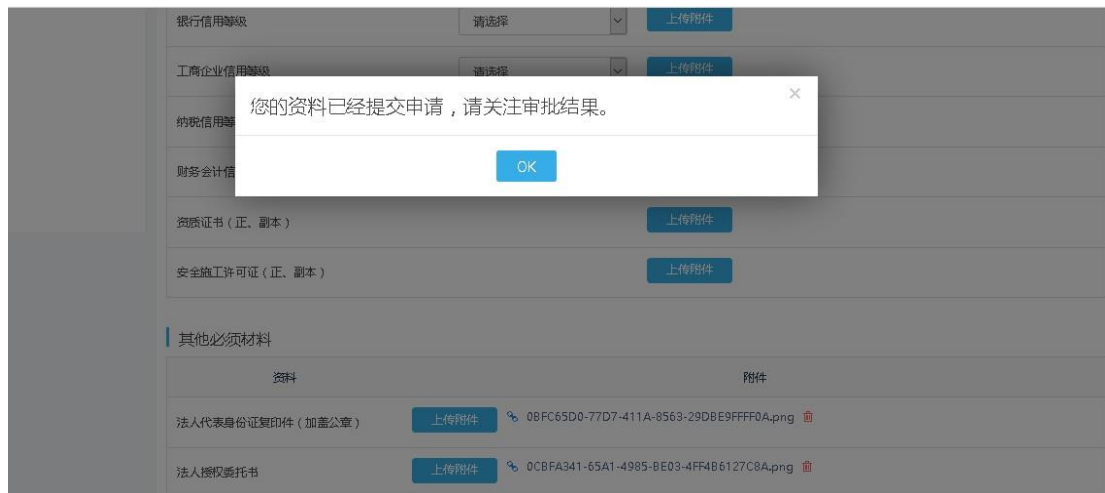 银行信用等级 请选择 上传附件
工商企业信用等级 请选择 上传附件
您的资料已经提交申请，请关注审批结果。 ×
纳税信用等
OK
财务会计信
资质证书（正、副本） 上传附件
安全施工许可证（正、副本） 上传附件
其他必须材料
资料 附件
法人代表身份证复印件（加盖公章） 上传附件 0BFC65D0-77D7-411A-8563-29DBE9FFFF0A.png
法人授权委托书 上传附件 0CBFA341-65A1-4985-BE03-4FF4B6127C8A.png